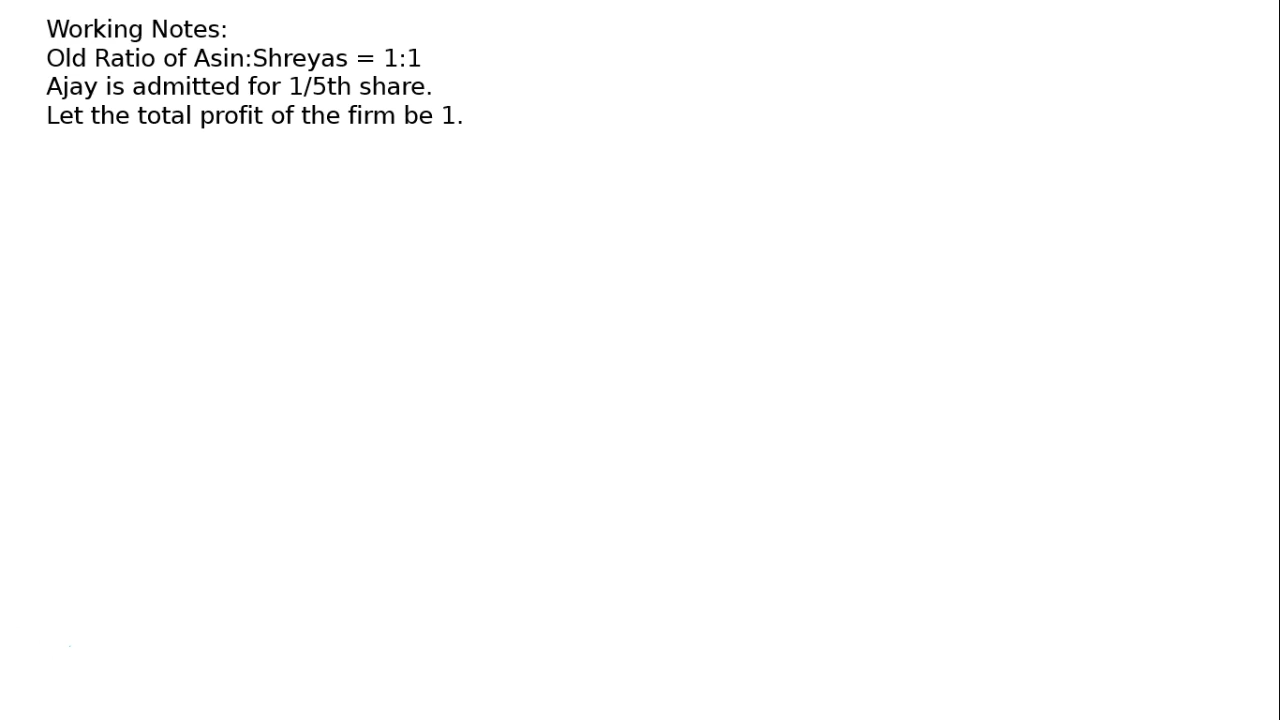 Working Notes:
Old Ratio of Asin:Shreyas = 1:1
Ajay is admitted for 1/5th share.
Let the total profit of the firm be 1.